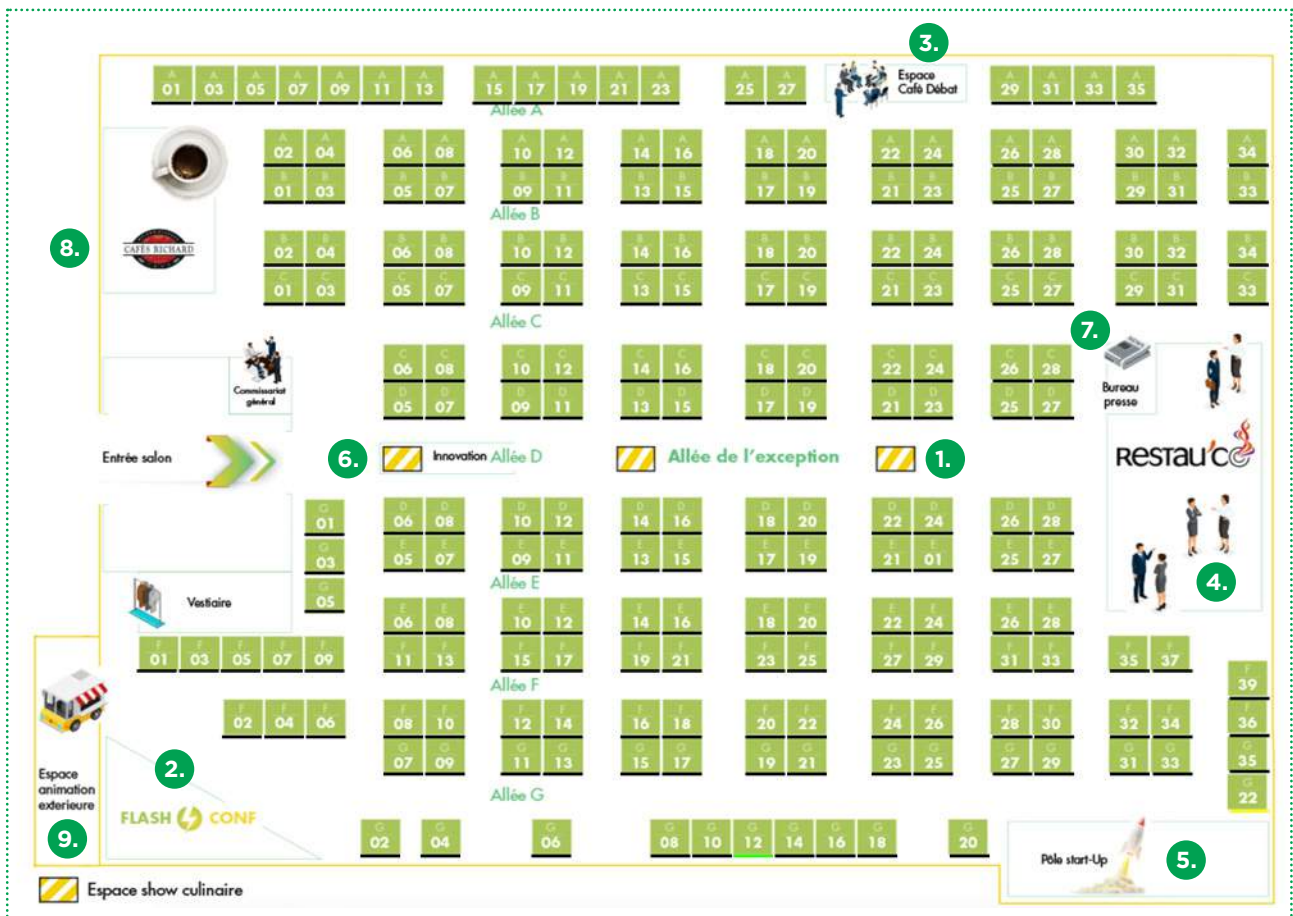 3.
A 01 A 03 A 05 A 07 A 09 A 11 A 13 A 15 A 17 A 19 A 21 A 23 A 25 A 27
Espace
Café Débat
A 29 A 31 A 33 A 35
Allée A
A 02 A 04 A 06 A 08 A 10 A 12 A 14 A 16 A 18 A 20 A 22 A 24 A 26 A 28 A 30 A 32 A 34
B 01 B 03 B 05 B 07 B 09 B 11 B 13 B 15 B 17 B 19 B 21 B 23 B 25 B 27 B 29 B 31 B 33
Allée B
8.
CAFÉS RICHARD
B 02 B 04 B 06 B 08 B 10 B 12 B 14 B 16 B 18 B 20 B 22 B 24 B 26 B 28 B 30 B 32 B 34
C 01 C 03 C 05 C 07 C 09 C 11 C 13 C 15 C 17 C 19 C 21 C 23 C 25 C 27 C 29 C 31 C 33
Allée C
7.
Commissariat
général
C 06 C 08 C 10 C 12 C 14 C 16 C 18 C 20 C 22 C 24 C 26 C 28
D 05 D 07 D 09 D 11 D 13 D 15 D 17 D 19 D 21 D 23 D 25 D 27
Bureau
presse
Entrée salon
6.
Innovation
Allée D
Allée de l'exception
1.
RESTAU'CO
G 01
G 03
G 05
D 06 D 08 D 10 D 12 D 14 D 16 D 18 D 20 D 22 D 24 D 26 D 28
E 05 E 07 E 09 E 11 E 13 E 15 E 17 E 19 E 21 E 01 E 25 E 27
Allée E
4.
Vestiaire
E 06 E 08 E 10 E 12 E 14 E 16 E 18 E 20 E 22 E 24 E 26 E 28
F 01 F 03 F 05 F 07 F 09 F 11 F 13 F 15 F 17 F 19 F 21 F 23 F 25 F 27 F 29 F 31 F 33 F 35 F 37
F 39
Allée F
F 02 F 04 F 06 F 08 F 10 F 12 F 14 F 16 F 18 F 20 F 22 F 24 F 26 F 28 F 30 F 32 F 34 F 36
G 07 G 09 G 11 G 13 G 15 G 17 G 19 G 21 G 23 G 25 G 27 G 29 G 31 G 33 G 35
G 22
Allée G
2.
FLASH CONF
Espace
animation
exterieure
9.
G 02 G 04 G 06 G 08 G 10 G 12 G 14 G 16 G 18 G 20
Pôle start-Up
5.
Espace show culinaire